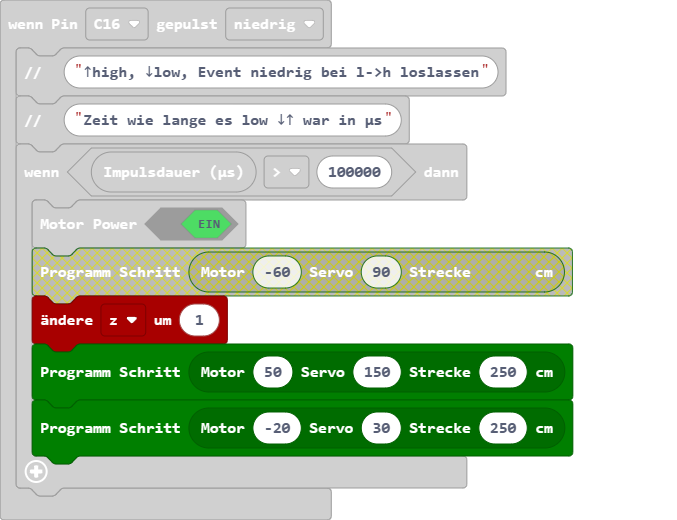 wenn Pin C16 gepulst niedrig
// "↑high, ↓low, Event niedrig bei l->h loslassen"
// "Zeit wie lange es low ↓↑ war in µs"
wenn Impulsdauer (µs) > 100000 dann
Motor Power EIN
Programm Schritt Motor -60 Servo 90 Strecke cm
ändere z um 1
Programm Schritt Motor 50 Servo 150 Strecke 250 cm
Programm Schritt Motor -20 Servo 30 Strecke 250 cm